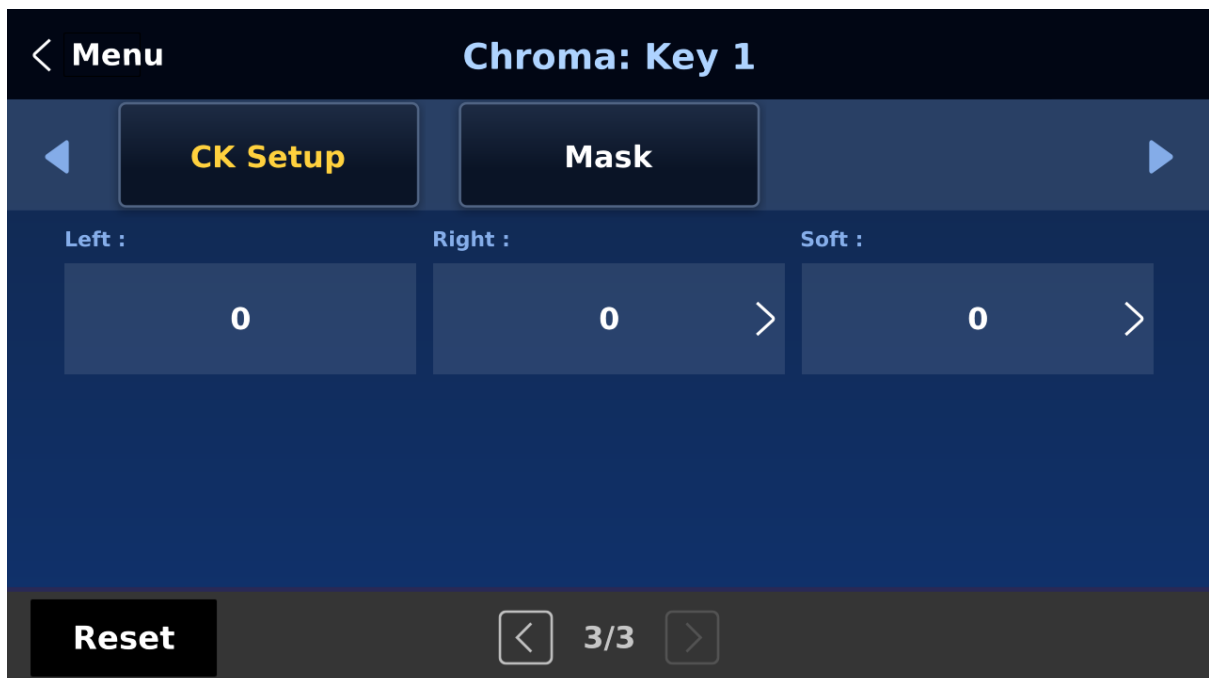 Menu
Chroma: Key 1
CK Setup
Mask
Left :
Right :
Soft :
0
0
0
Reset
3/3